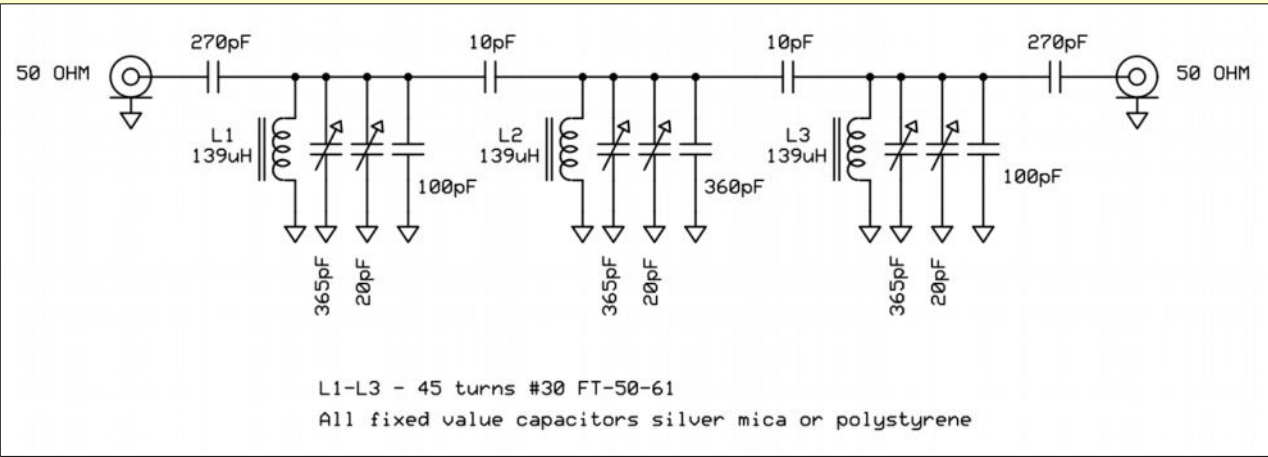 270pF
10pF
10pF
270pF
50 OHM
50 OHM
L1
139uH
L2
139uH
L3
139uH
100pF
360pF
100pF
365pF
20pF
365pF
20pF
365pF
20pF
L1-L3 - 45 turns #30 FT-50-61
All fixed value capacitors silver mica or polystyrene